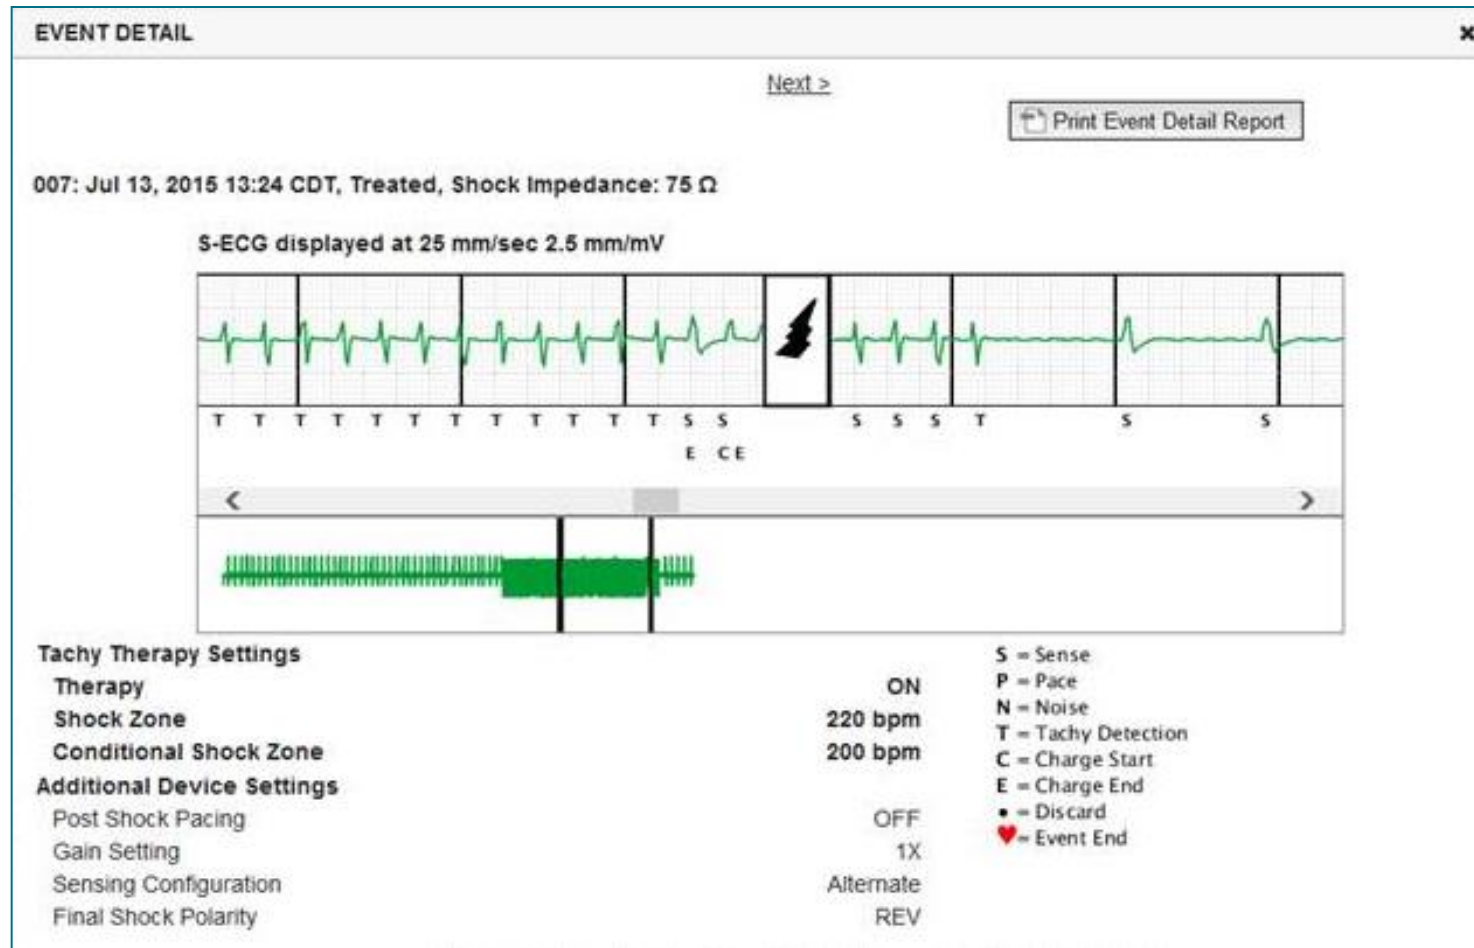 EVENT DETAIL
Next >
Print Event Detail Report
007: Jul 13, 2015 13:24 CDT, Treated, Shock Impedance: 75 Ω
S-ECG displayed at 25 mm/sec 2.5 mm/mV
T T T T T T T T T T T T S S S S S T S S
E C E
Tachy Therapy Settings
Therapy ON
Shock Zone 220 bpm
Conditional Shock Zone 200 bpm
Additional Device Settings
Post Shock Pacing OFF
Gain Setting 1X
Sensing Configuration Alternate
Final Shock Polarity REV
S = Sense
P = Pace
N = Noise
T = Tachy Detection
C = Charge Start
E = Charge End
• = Discard
♥ = Event End